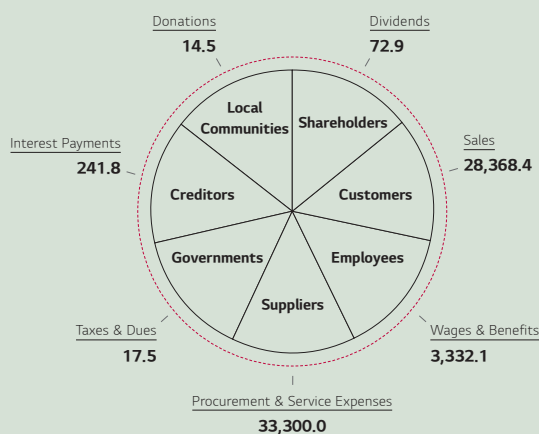 Donations
14.5
Dividends
72.9
Local
Communities
Shareholders
Interest Payments
241.8
Sales
28,368.4
Creditors
Customers
Governments
Employees
Suppliers
Taxes & Dues
17.5
Wages & Benefits
3,332.1
Procurement & Service Expenses
33,300.0